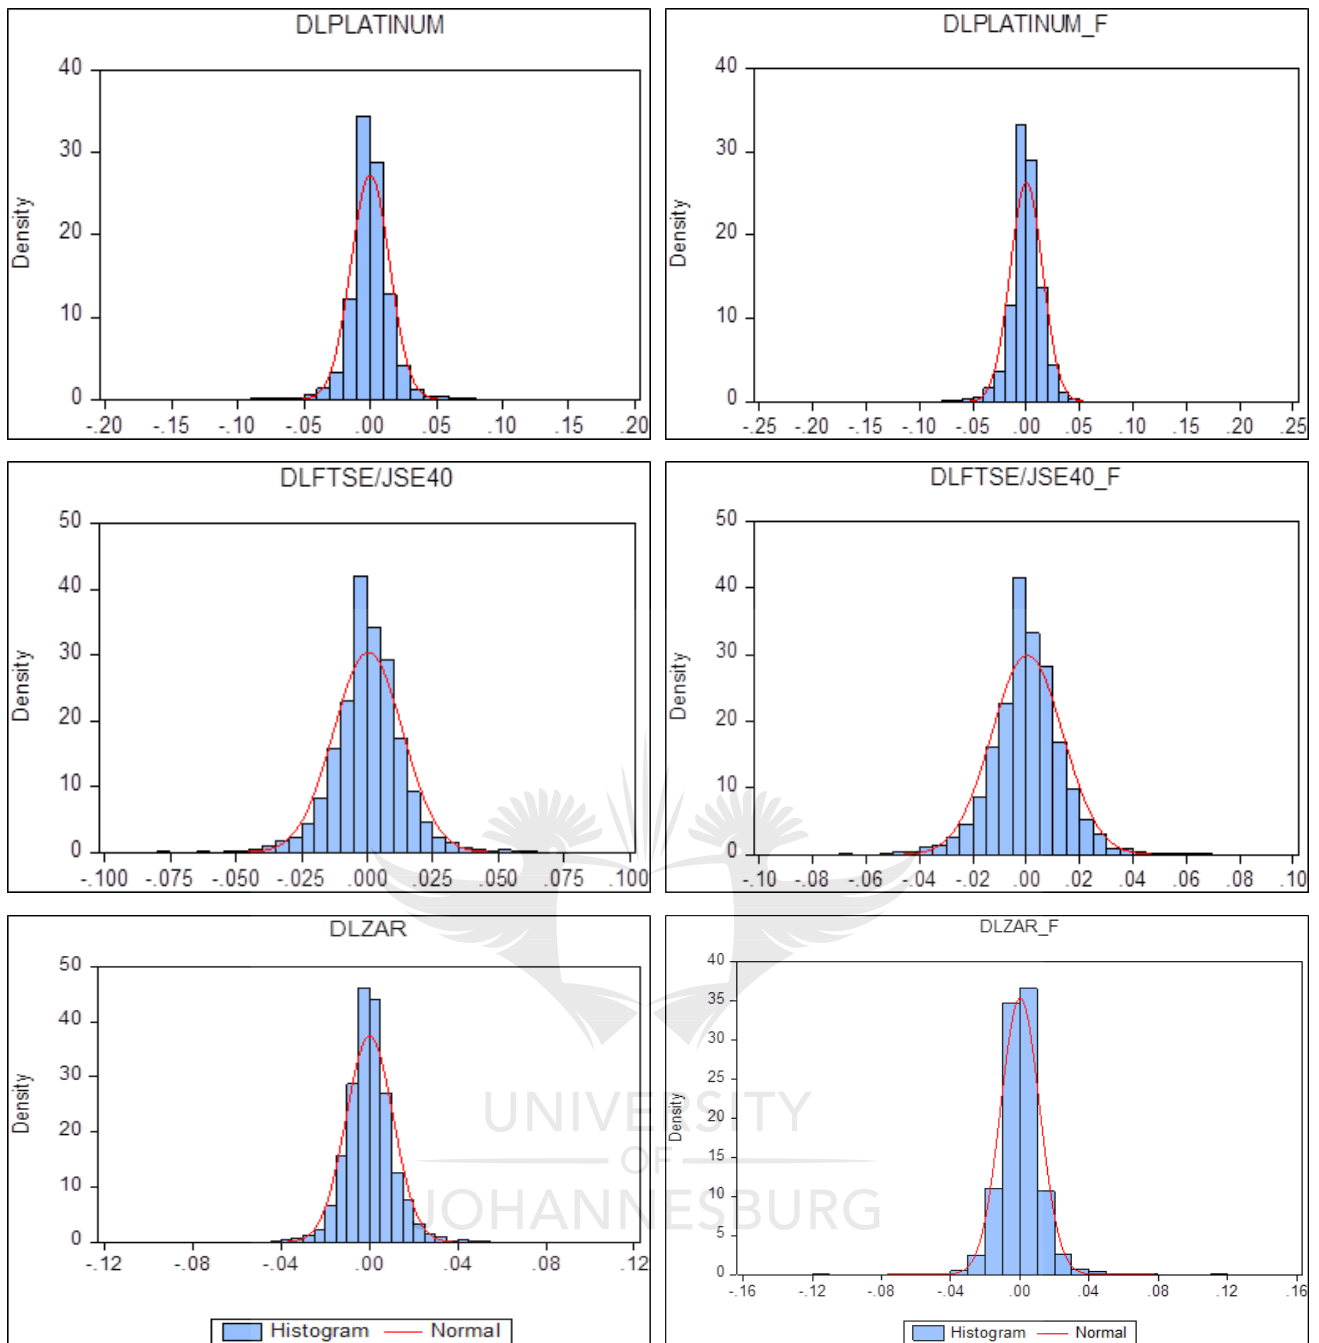 DLPLATINUM
40
30
20
10
0
Density
-.20 -.15 -.10 -.05 .00 .05 .10 .15 .20
DLPLATINUM_F
40
30
20
10
0
Density
-.25 -.20 -.15 -.10 -.05 .00 .05 .10 .15 .20 .25
DLFTSE/JSE40
50
40
30
20
10
0
Density
-.100 -.075 -.050 -.025 .000 .025 .050 .075 .100
DLFTSE/JSE40_F
50
40
30
20
10
0
Density
-.10 -.08 -.06 -.04 -.02 .00 .02 .04 .06 .08 .10
DLZAR
50
40
30
20
10
0
Density
-.12 -.08 -.04 .00 .04 .08 .12
Histogram Normal
DLZAR_F
40
35
30
25
20
15
10
5
0
Density
-.16 -.12 -.08 -.04 .00 .04 .08 .12 .16
Histogram Normal
UNIVERSITY
OF
JOHANNESBURG